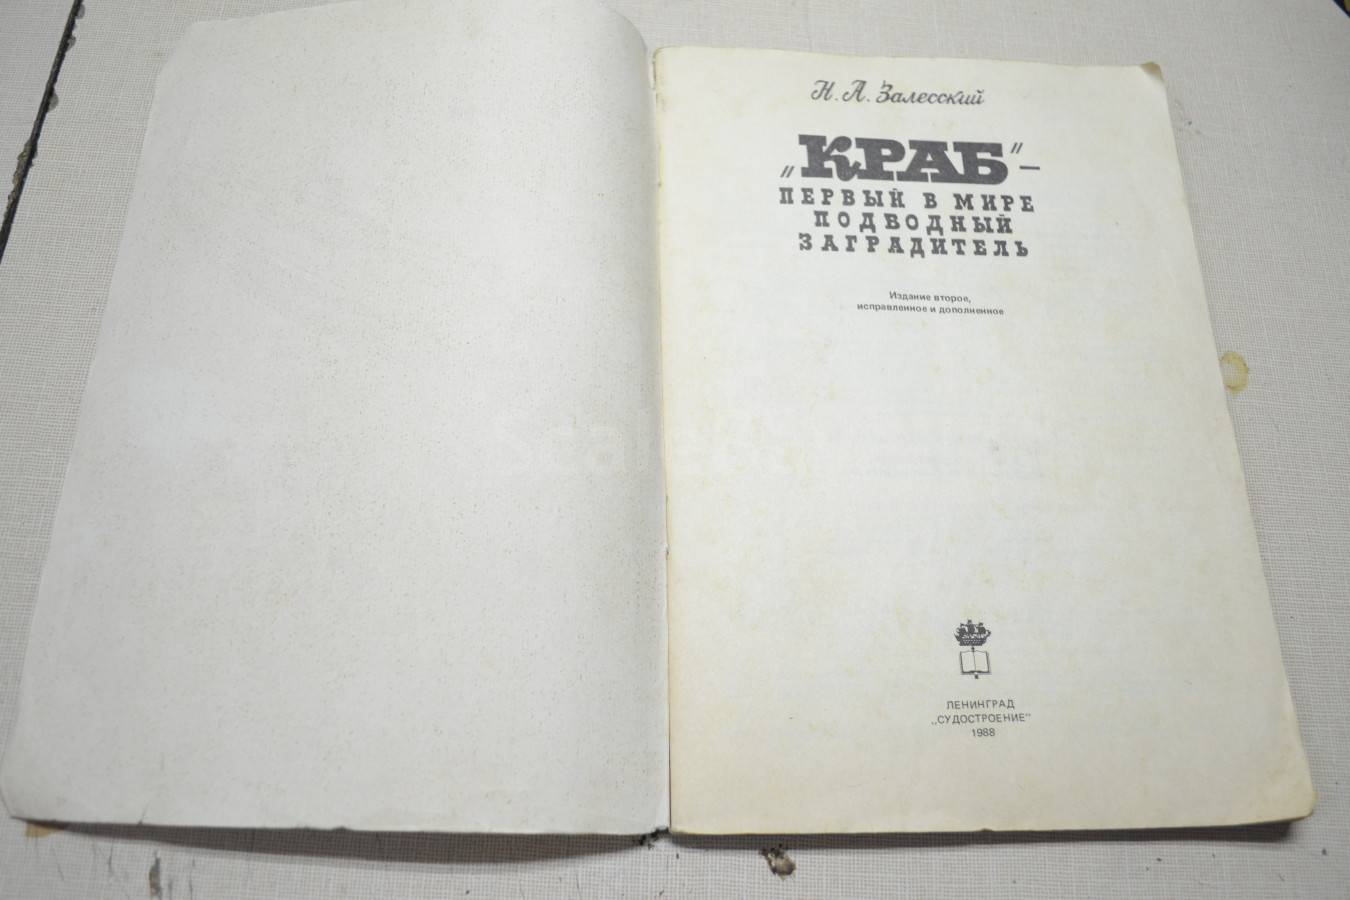 Н. А. Залесский
„КРАБ” –
ПЕРВЫЙ В МИРЕ
ПОДВОДНЫЙ
ЗАГРАДИТЕЛЬ
Издание второе,
исправленное и дополненное
ЛЕНИНГРАД
„СУДОСТРОЕНИЕ”
1988